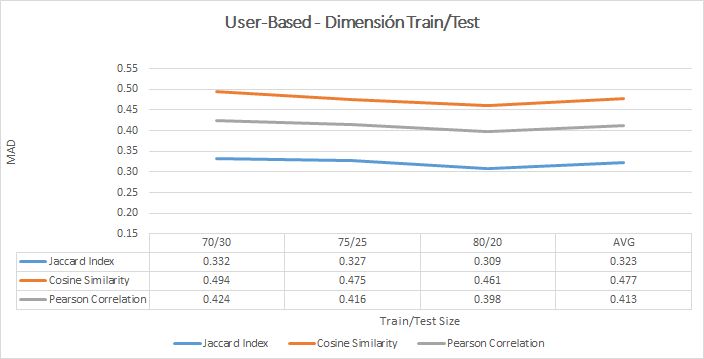 User-Based - Dimensión Train/Test
0.55
0.50
0.45
0.40
0.35
0.30
0.25
0.20
0.15
MAD
70/30 75/25 80/20 AVG
Jaccard Index 0.332 0.327 0.309 0.323
Cosine Similarity 0.494 0.475 0.461 0.477
Pearson Correlation 0.424 0.416 0.398 0.413
Train/Test Size
Jaccard Index Cosine Similarity Pearson Correlation